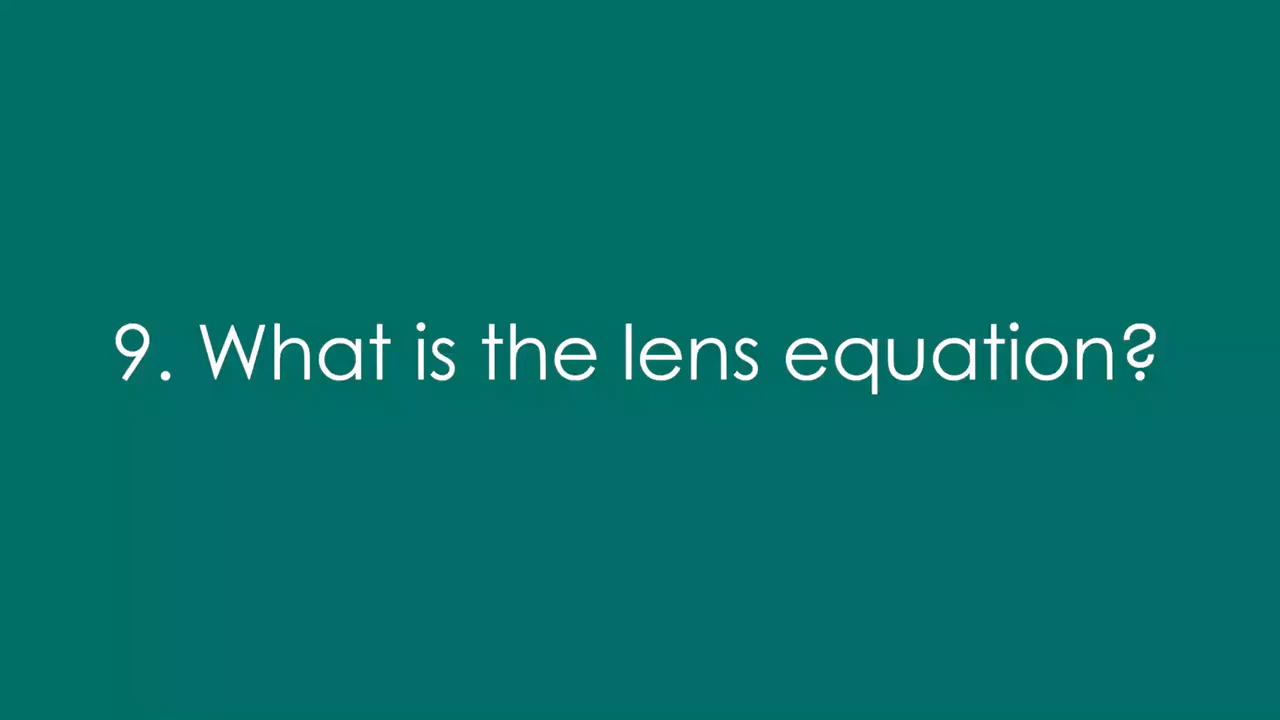 9. What is the lens equation?